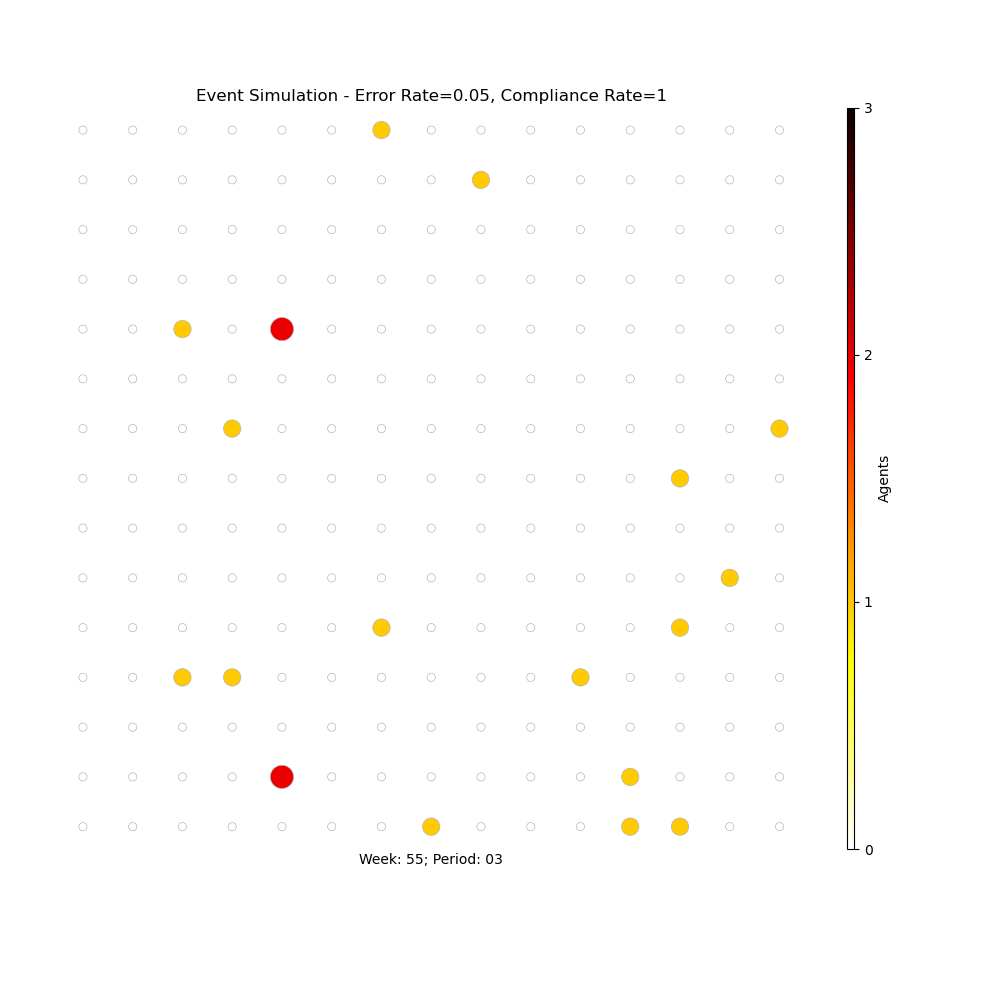 Event Simulation - Error Rate=0.05, Compliance Rate=1
3
2
Agents
1
0
Week: 55; Period: 03